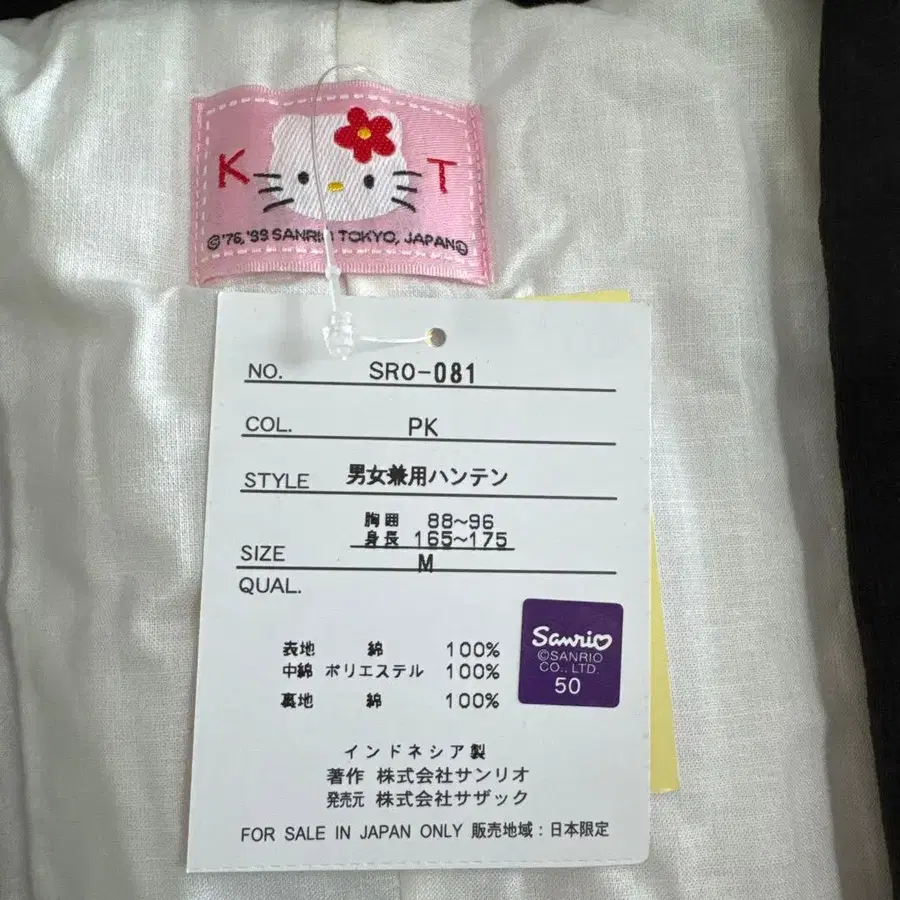 K T
©'76,'99 SANRIO TOKYO, JAPAN Ⓛ
NO. SRO-081
COL. PK
STYLE 男女兼用ハンテン
胸囲 88~96
身長 165~175
SIZE M
QUAL.
表地 綿 100%
中綿 ポリエステル 100%
裏地 綿 100%
Sanrio
©SANRIO
CO., LTD.
50
インドネシア製
著作 株式会社サンリオ
発売元 株式会社サザック
FOR SALE IN JAPAN ONLY 販売地域：日本限定